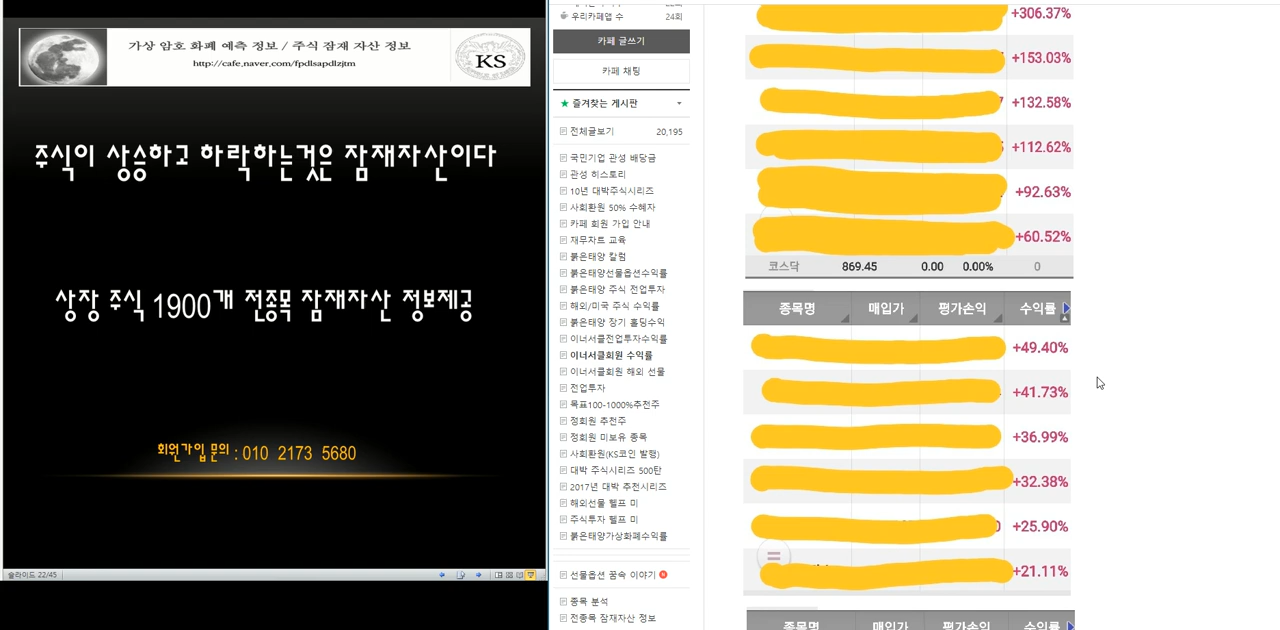 가상 암호 화폐 예측 정보 / 주식 잠재 자산 정보
http://cafe.naver.com/fpdlsapdlzjtm
KS
주식이 상승하고 하락하는것은 잠재자산이다
상장 주식 1900개 전종목 잠재자산 정보제공
회원가입 문의 : 010 2173 5680
슬라이드 22/45
우리카페앱 수 24회
카페 글쓰기
카페 채팅
즐겨찾는 게시판
전체글보기 20,195
국민기업 관성 배당금
관성 히스토리
10년 대박주식시리즈
사회환원 50% 수혜자
카페 회원 가입 안내
재무차트 교육
붉은태양 칼럼
붉은태양선물옵션수익률
붉은태양 주식 전업투자
해외/미국 주식 수익률
붉은태양 장기 홀딩수익
이너서클전업투자수익률
이너서클회원 수익률
이너서클회원 해외 선물
전업투자
목표100-1000%추천주
정회원 추천주
정회원 미보유 종목
사회환원(KS코인 발행)
대박 주식시리즈 500탄
2017년 대박 추천시리즈
해외선물 헬프 미
주식투자 헬프 미
붉은태양가상화폐수익률
선물옵션 꿈속 이야기
종목 분석
전종목 잠재자산 정보
+306.37%
+153.03%
+132.58%
+112.62%
+92.63%
+60.52%
코스닥 869.45 0.00 0.00% 0
종목명 매입가 평가손익 수익률
+49.40%
+41.73%
+36.99%
+32.38%
+25.90%
+21.11%
종목명 매입가 평가손익 수익률